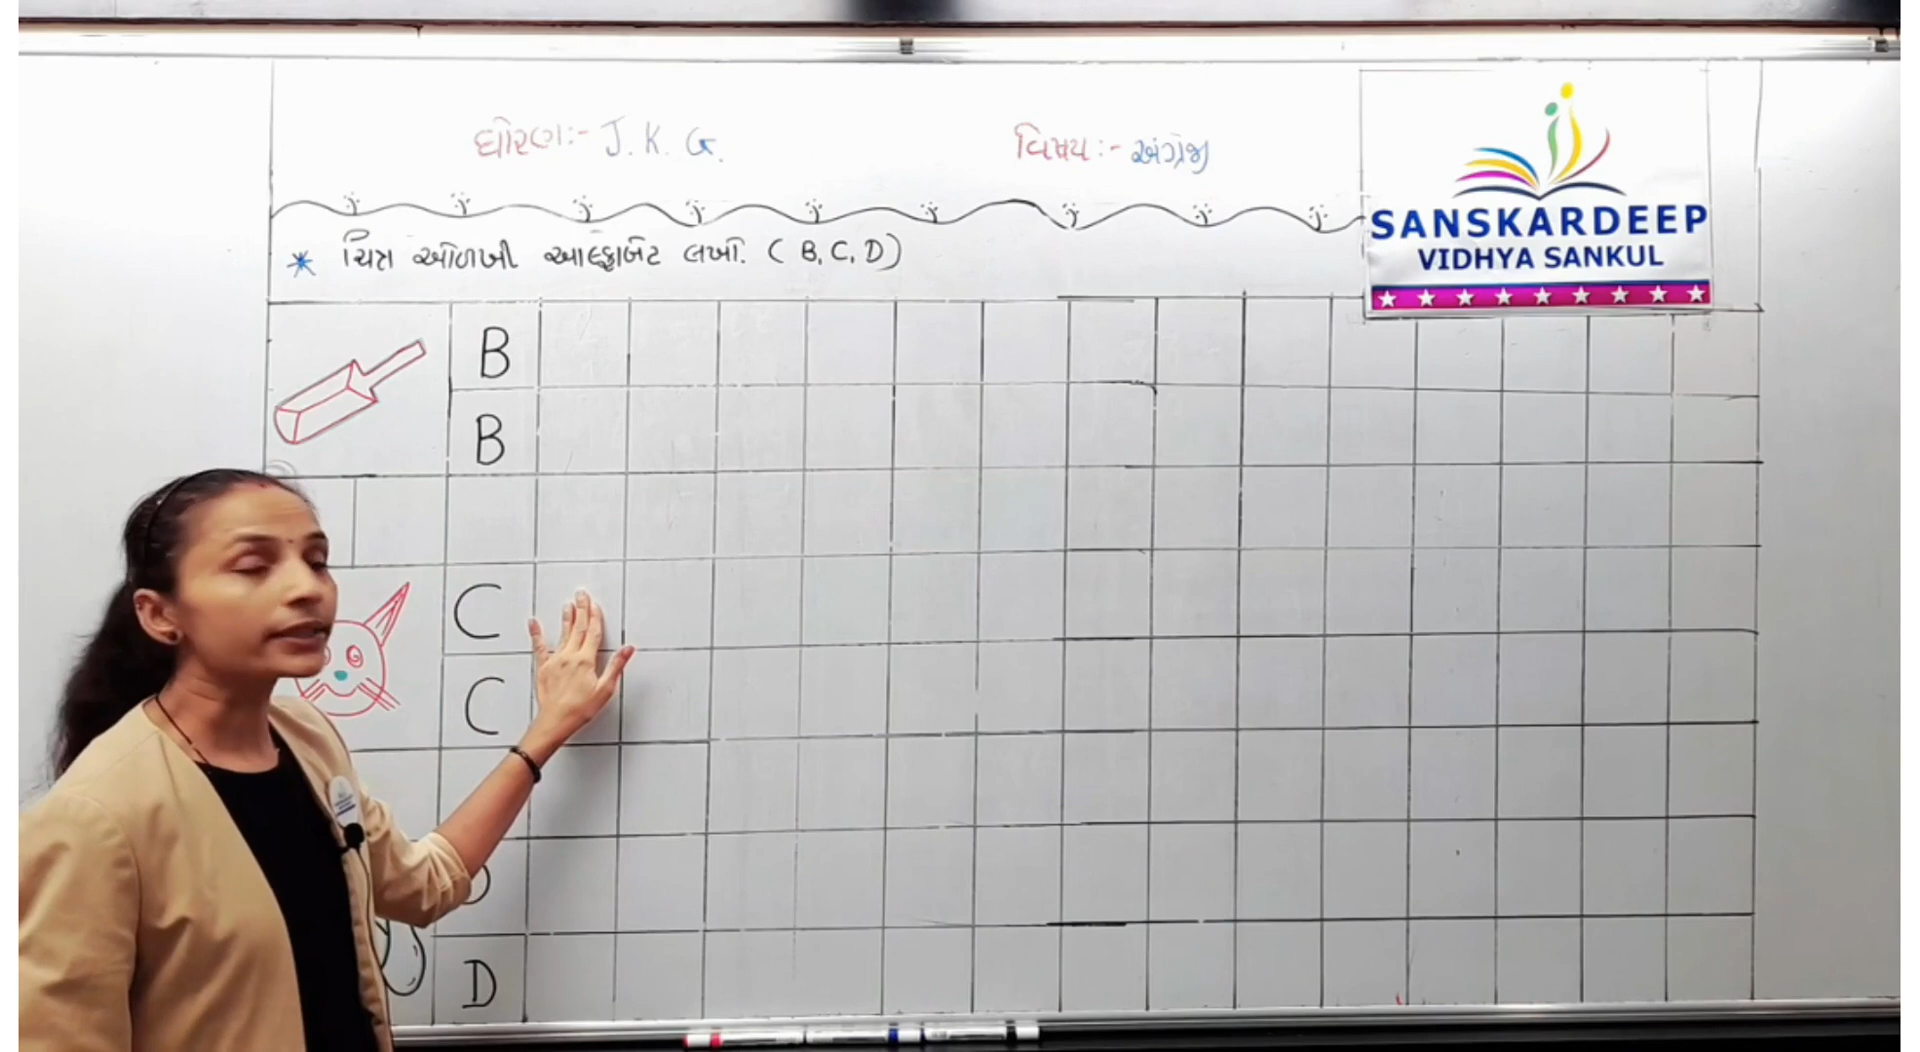 ધોરણ:- J. K. G.
વિષય:- અંગ્રેજી
SANSKARDEEP
VIDHYA SANKUL
* ચિત્ર ઓળખી આલ્ફાબેટ લખો. ( B, C, D )
B
B
C
C
D
D